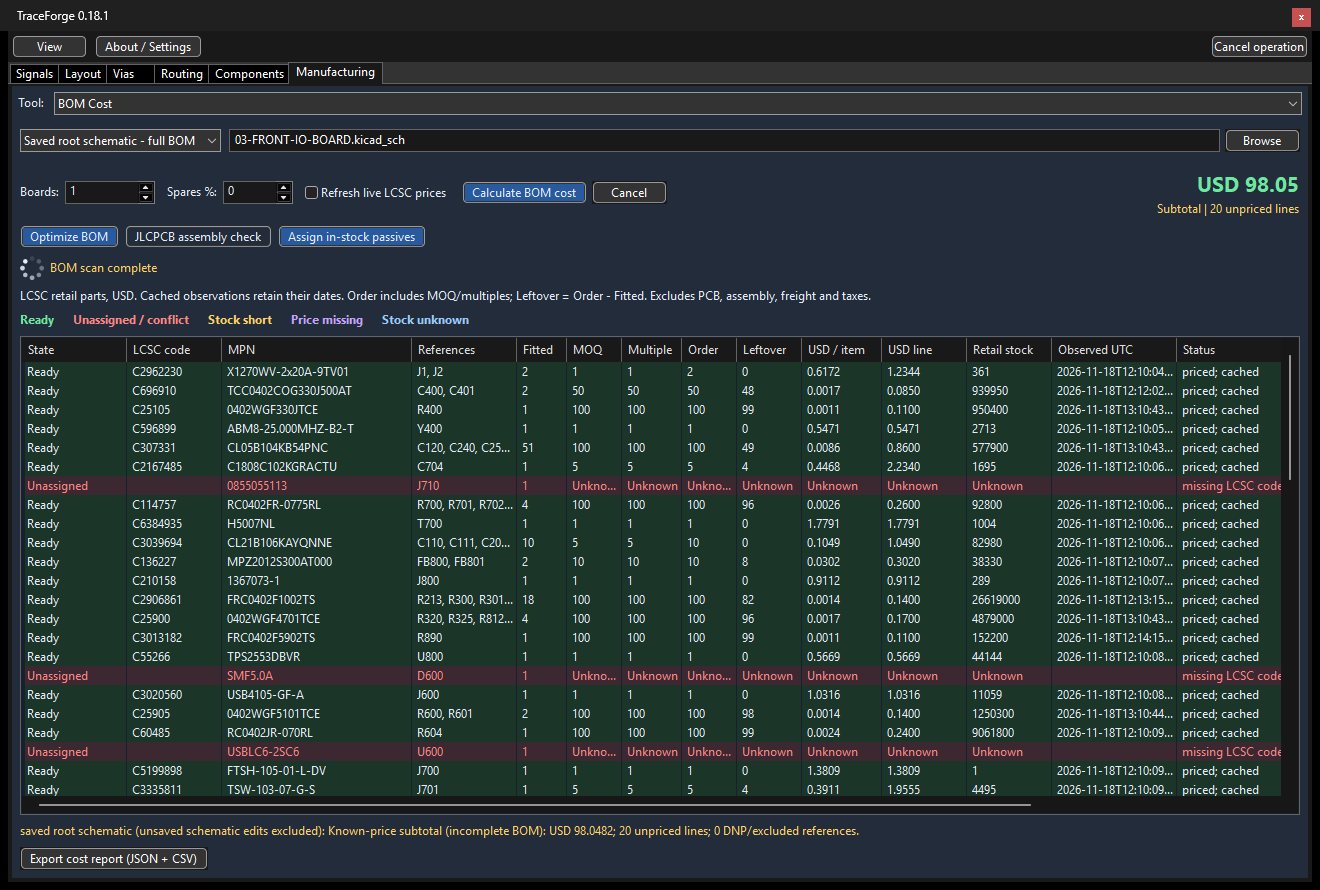 TraceForge 0.18.1
x
View About / Settings Cancel operation
Signals Layout Vias Routing Components Manufacturing
Tool: BOM Cost
Saved root schematic - full BOM 03-FRONT-IO-BOARD.kicad_sch Browse
Boards: 1 Spares %: 0 Refresh live LCSC prices Calculate BOM cost Cancel
USD 98.05
Subtotal | 20 unpriced lines
Optimize BOM JLCPCB assembly check Assign in-stock passives
BOM scan complete
LCSC retail parts, USD. Cached observations retain their dates. Order includes MOQ/multiples; Leftover = Order - Fitted. Excludes PCB, assembly, freight and taxes.
Ready Unassigned / conflict Stock short Price missing Stock unknown
State LCSC code MPN References Fitted MOQ Multiple Order Leftover USD / item USD line Retail stock Observed UTC Status
Ready C2962230 X1270WV-2x20A-9TV01 J1, J2 2 1 1 2 0 0.6172 1.2344 361 2026-11-18T12:10:04... priced; cached
Ready C696910 TCC0402COG330J500AT C400, C401 2 50 50 50 48 0.0017 0.0850 939950 2026-11-18T12:12:02... priced; cached
Ready C25105 0402WGF330JTCE R400 1 100 100 100 99 0.0011 0.1100 950400 2026-11-18T13:10:43... priced; cached
Ready C596899 ABM8-25.000MHZ-B2-T Y400 1 1 1 1 0 0.5471 0.5471 2713 2026-11-18T12:10:05... priced; cached
Ready C307331 CL05B104KB54PNC C120, C240, C25... 51 100 100 100 49 0.0086 0.8600 577900 2026-11-18T13:10:43... priced; cached
Ready C2167485 C1808C102KGRACTU C704 1 5 5 5 4 0.4468 2.2340 1695 2026-11-18T12:10:06... priced; cached
Unassigned 0855055113 J710 1 Unkno... Unknown Unkno... Unknown Unknown Unknown Unknown missing LCSC code
Ready C114757 RC0402FR-0775RL R700, R701, R702... 4 100 100 100 96 0.0026 0.2600 92800 2026-11-18T12:10:06... priced; cached
Ready C6384935 H5007NL T700 1 1 1 1 0 1.7791 1.7791 1004 2026-11-18T12:10:06... priced; cached
Ready C3039694 CL21B106KAYQNNE C110, C111, C20... 10 5 5 10 0 0.1049 1.0490 82980 2026-11-18T12:10:06... priced; cached
Ready C136227 MPZ2012S300AT000 FB800, FB801 2 10 10 10 8 0.0302 0.3020 38330 2026-11-18T12:10:07... priced; cached
Ready C210158 1367073-1 J800 1 1 1 1 0 0.9112 0.9112 289 2026-11-18T12:10:07... priced; cached
Ready C2906861 FRC0402F1002TS R213, R300, R301... 18 100 100 100 82 0.0014 0.1400 26619000 2026-11-18T12:13:15... priced; cached
Ready C25900 0402WGF4701TCE R320, R325, R812... 4 100 100 100 96 0.0017 0.1700 4879000 2026-11-18T13:10:43... priced; cached
Ready C3013182 FRC0402F5902TS R890 1 100 100 100 99 0.0011 0.1100 152200 2026-11-18T12:14:15... priced; cached
Ready C55266 TPS2553DBVR U800 1 1 1 1 0 0.5669 0.5669 44144 2026-11-18T12:10:08... priced; cached
Unassigned SMF5.0A D600 1 Unkno... Unknown Unkno... Unknown Unknown Unknown Unknown missing LCSC code
Ready C3020560 USB4105-GF-A J600 1 1 1 1 0 1.0316 1.0316 11059 2026-11-18T12:10:08... priced; cached
Ready C25905 0402WGF5101TCE R600, R601 2 100 100 100 98 0.0014 0.1400 1250300 2026-11-18T13:10:44... priced; cached
Ready C60485 RC0402JR-070RL R604 1 100 100 100 99 0.0024 0.2400 9061800 2026-11-18T12:10:09... priced; cached
Unassigned USBLC6-2SC6 U600 1 Unkno... Unknown Unkno... Unknown Unknown Unknown Unknown missing LCSC code
Ready C5199898 FTSH-105-01-L-DV J700 1 1 1 1 0 1.3809 1.3809 1 2026-11-18T12:10:09... priced; cached
Ready C3335811 TSW-103-07-G-S J701 1 5 5 5 4 0.3911 1.9555 4495 2026-11-18T12:10:09... priced; cached
saved root schematic (unsaved schematic edits excluded): Known-price subtotal (incomplete BOM): USD 98.0482; 20 unpriced lines; 0 DNP/excluded references.
Export cost report (JSON + CSV)